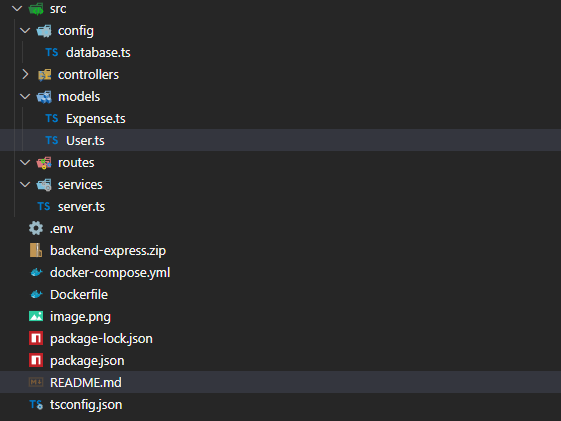 src
config
TS database.ts
controllers
models
TS Expense.ts
TS User.ts
routes
services
TS server.ts
.env
backend-express.zip
docker-compose.yml
Dockerfile
image.png
package-lock.json
package.json
README.md
TS tsconfig.json